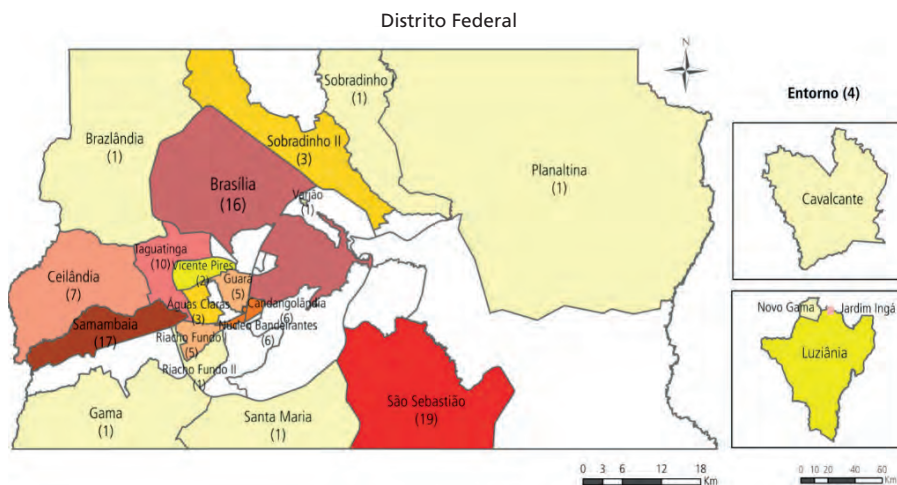 Distrito Federal
N
Sobradinho I
(1)
Entorno (4)
Brazlândia
(1)
Sobradinho II
(3)
Planaltina
(1)
Brasília
(16)
Varjão
(1)
Cavalcante
Taguatinga
(10)
Vicente Pires
(2)
Guará
(5)
Ceilândia
(7)
Águas Claras
(3)
Candangolândia
(6)
Samambaia
(17)
Núcleo Bandeirantes
(6)
Riacho Fundo I
(5)
Riacho Fundo II
(1)
Novo Gama
Jardim Ingá
Luziânia
Gama
(1)
Santa Maria
(1)
São Sebastião
(19)
0 3 6 12 18
Km
0 10 20 40 60
Km